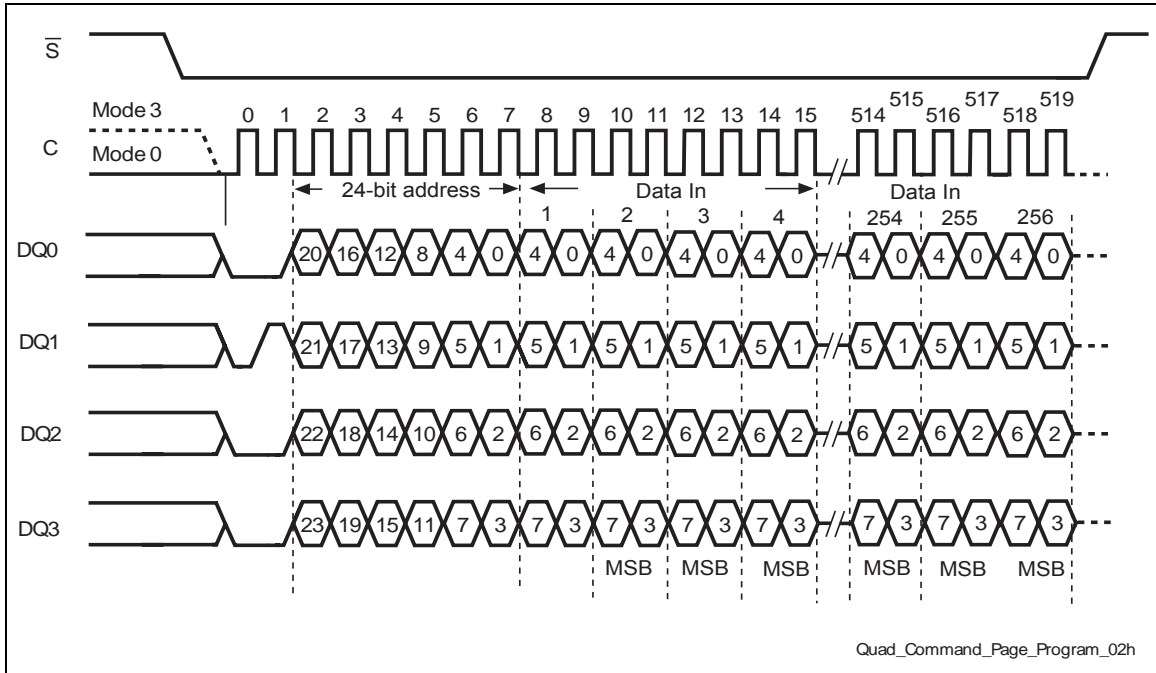 S
Mode 3
0 1 2 3 4 5 6 7 8 9 10 11 12 13 14 15 514 515 516 517 518 519
C
Mode 0
24-bit address Data In Data In
1 2 3 4 254 255 256
DQ0 20 16 12 8 4 0 4 0 4 0 4 0 4 0 4 0 4 0 4 0
DQ1 21 17 13 9 5 1 5 1 5 1 5 1 5 1 5 1 5 1 5 1
DQ2 22 18 14 10 6 2 6 2 6 2 6 2 6 2 6 2 6 2 6 2
DQ3 23 19 15 11 7 3 7 3 7 3 7 3 7 3 7 3 7 3 7 3
MSB MSB MSB MSB MSB MSB
Quad_Command_Page_Program_02h